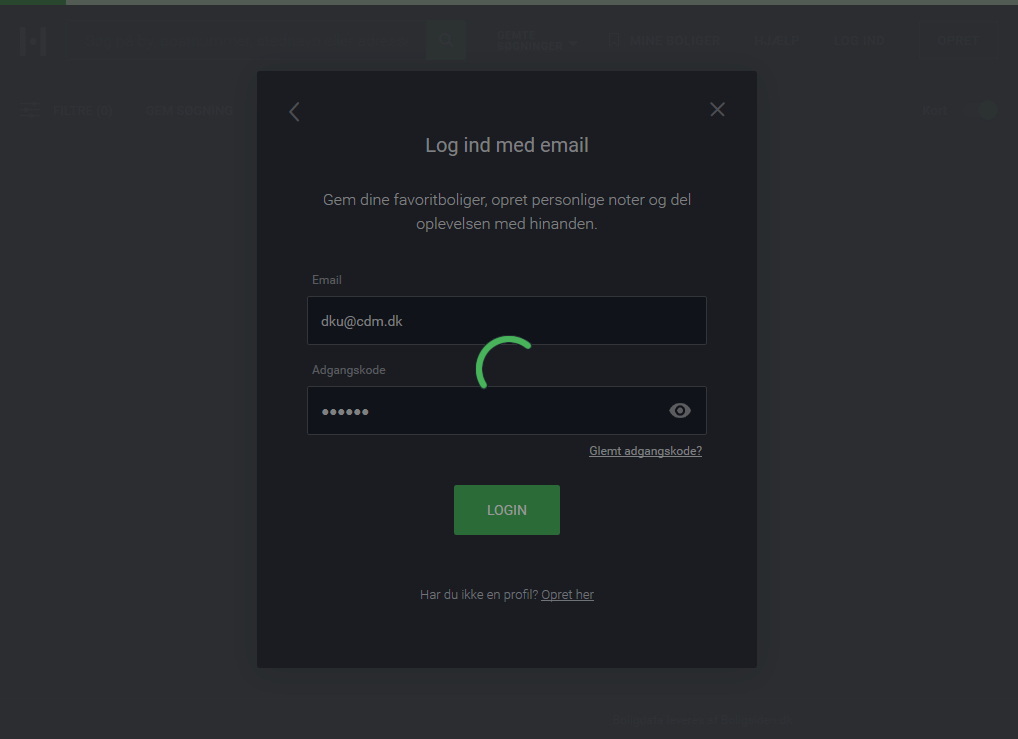 Log ind med email
Gem dine favoritboliger, opret personlige noter og del
oplevelsen med hinanden.
Email
dku@cdm.dk
Adgangskode
••••••
Glemt adgangskode?
LOGIN
Har du ikke en profil? Opret her